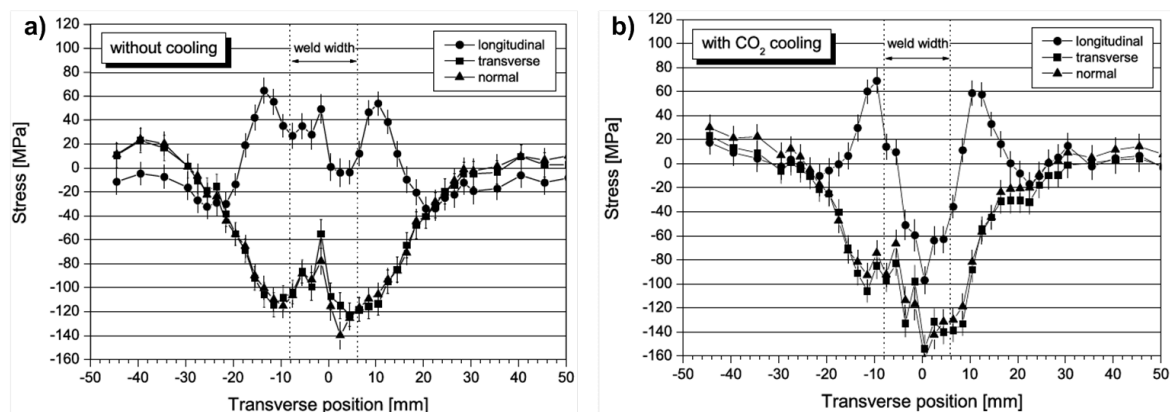 a)
without cooling
weld width
longitudinal
transverse
normal
Stress [MPa]
120
100
80
60
40
20
0
-20
-40
-60
-80
-100
-120
-140
-160
-50 -40 -30 -20 -10 0 10 20 30 40 50
Transverse position [mm]
b)
with CO₂ cooling
weld width
longitudinal
transverse
normal
Stress [MPa]
120
100
80
60
40
20
0
-20
-40
-60
-80
-100
-120
-140
-160
-50 -40 -30 -20 -10 0 10 20 30 40 50
Transverse position [mm]